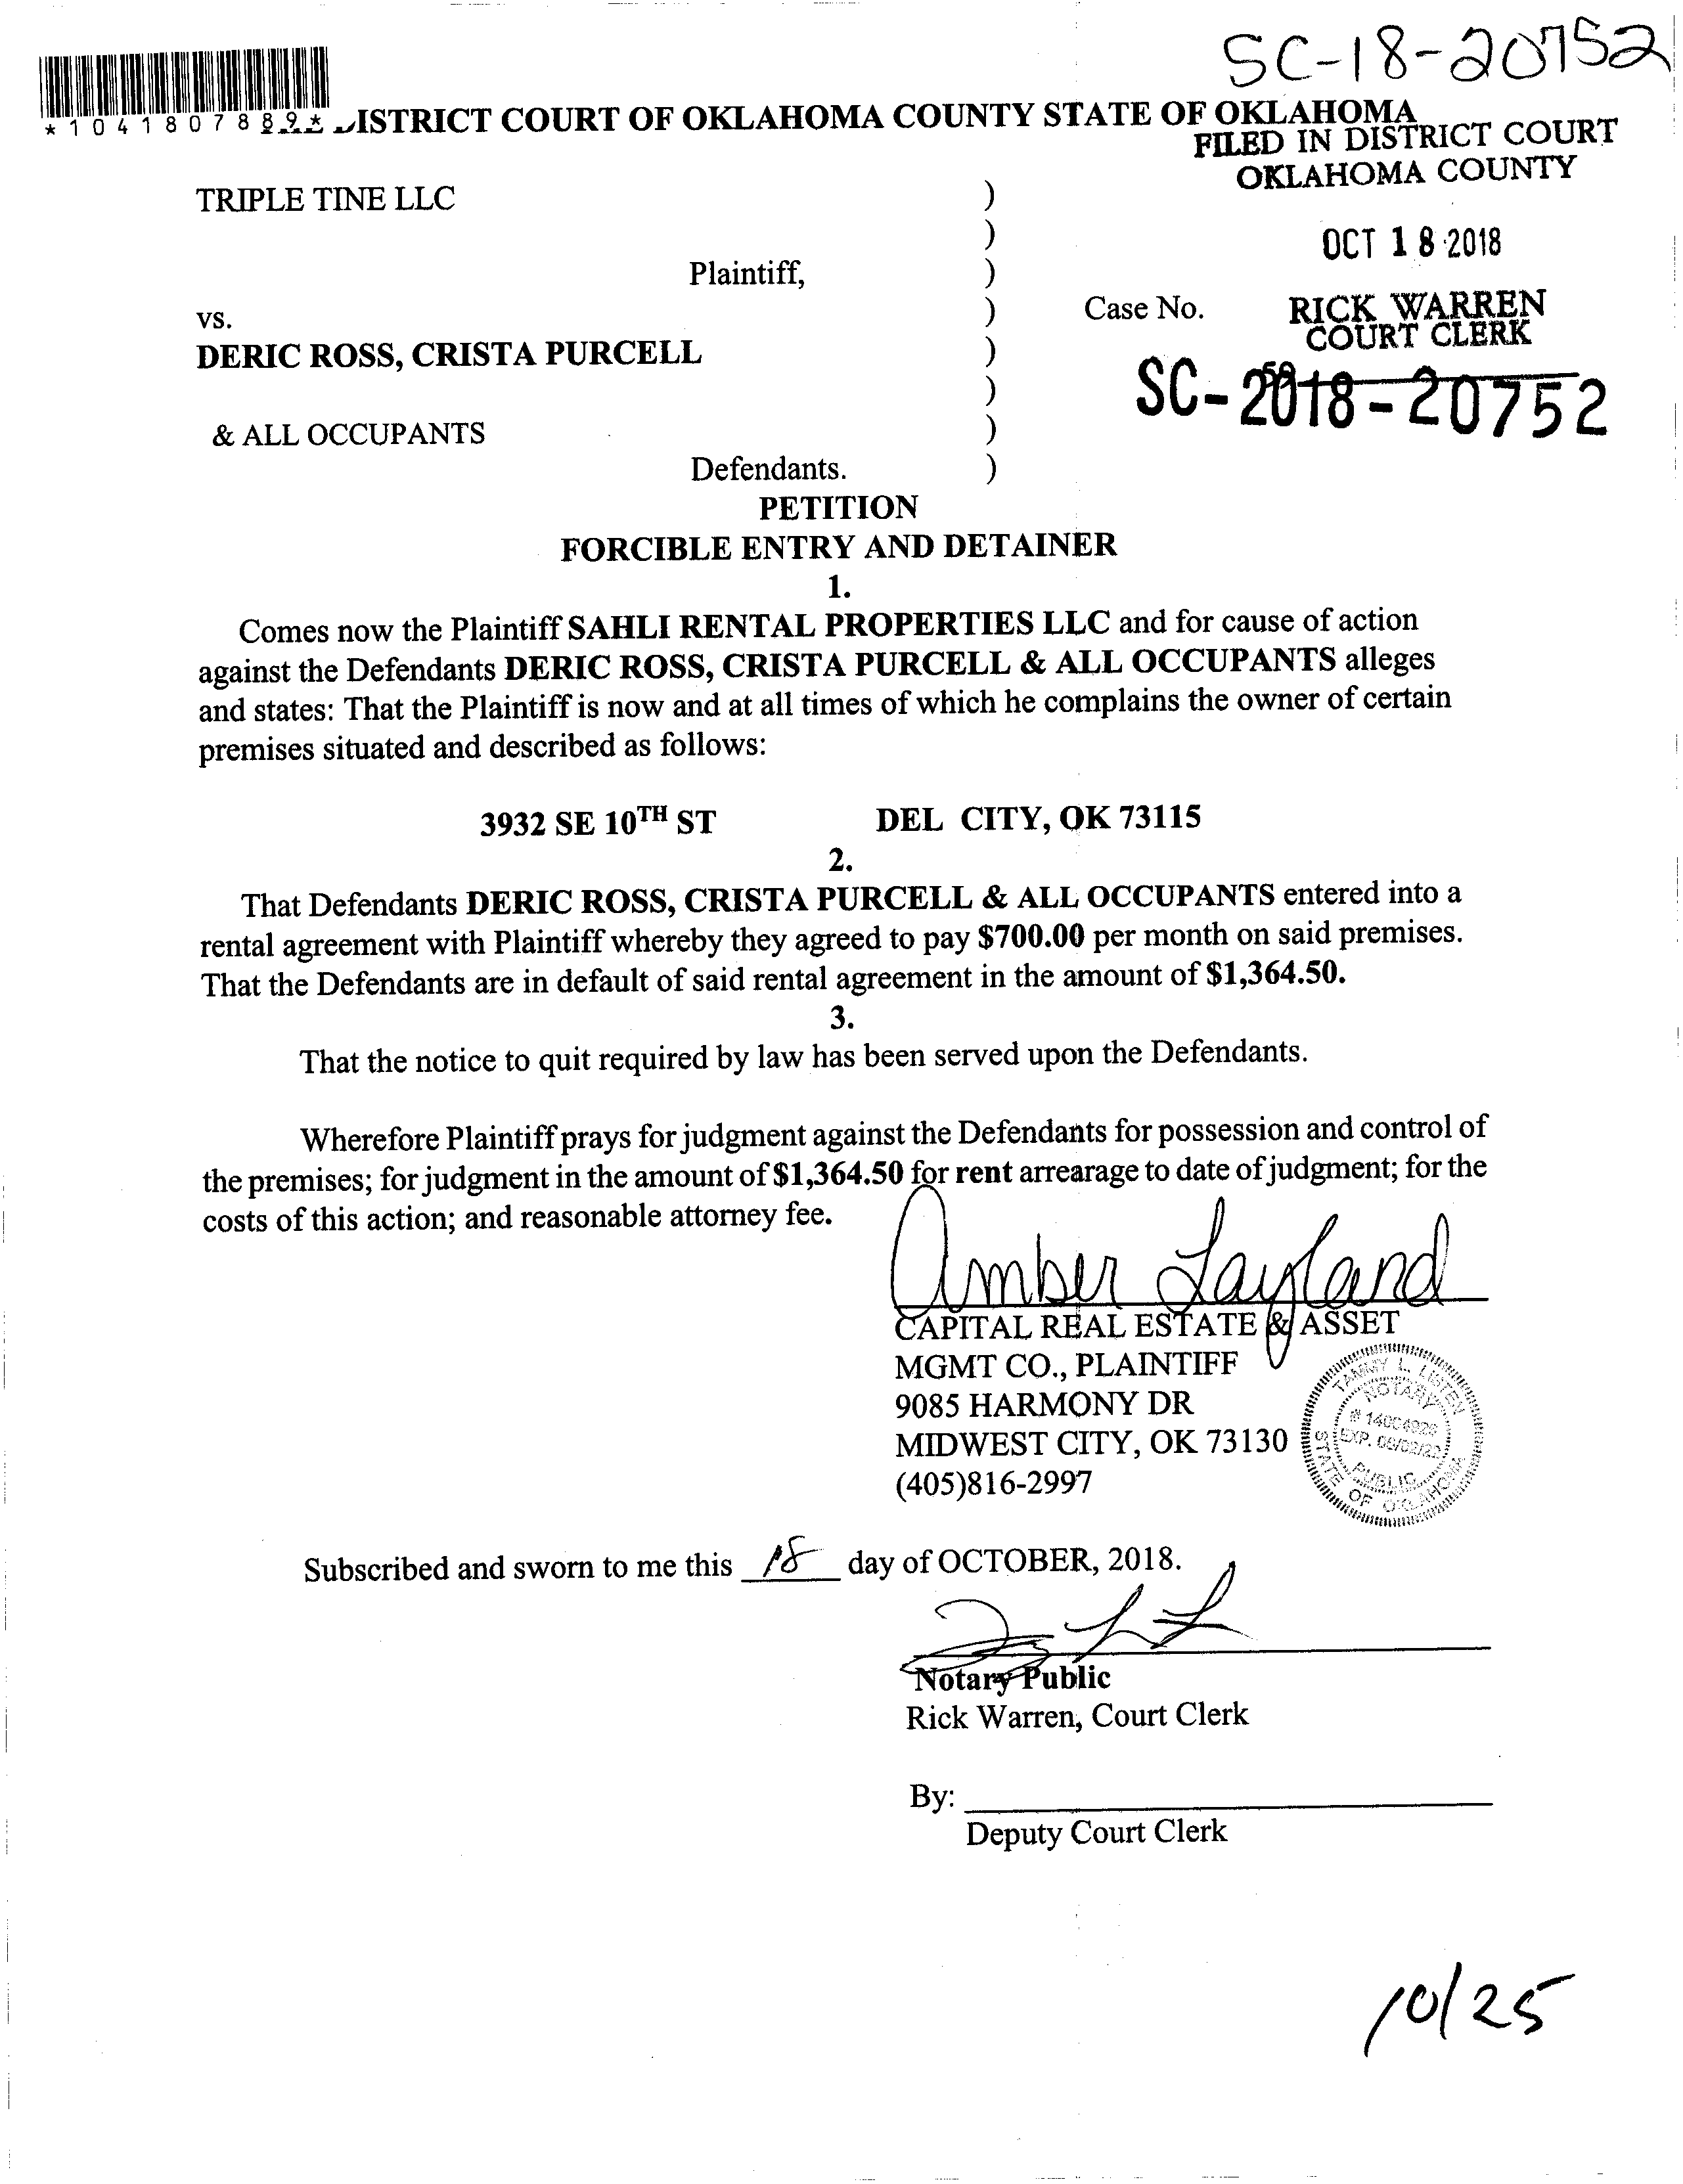 SC-18-20752
*1041807889*
ISTRICT COURT OF OKLAHOMA COUNTY STATE OF OKLAHOMA
FILED IN DISTRICT COURT
OKLAHOMA COUNTY
TRIPLE TINE LLC )
)
OCT 18 2018
Plaintiff, )
vs. ) Case No. RICK WARREN
COURT CLERK
DERIC ROSS, CRISTA PURCELL )
)
SC-2018-20752
& ALL OCCUPANTS )
Defendants. )
PETITION
FORCIBLE ENTRY AND DETAINER
1.
Comes now the Plaintiff SAHLI RENTAL PROPERTIES LLC and for cause of action
against the Defendants DERIC ROSS, CRISTA PURCELL & ALL OCCUPANTS alleges
and states: That the Plaintiff is now and at all times of which he complains the owner of certain
premises situated and described as follows:
3932 SE 10TH ST DEL CITY, OK 73115
2.
That Defendants DERIC ROSS, CRISTA PURCELL & ALL OCCUPANTS entered into a
rental agreement with Plaintiff whereby they agreed to pay $700.00 per month on said premises.
That the Defendants are in default of said rental agreement in the amount of $1,364.50.
3.
That the notice to quit required by law has been served upon the Defendants.
Wherefore Plaintiff prays for judgment against the Defendants for possession and control of
the premises; for judgment in the amount of $1,364.50 for rent arrearage to date of judgment; for the
costs of this action; and reasonable attorney fee.
Amber Layland
CAPITAL REAL ESTATE & ASSET
MGMT CO., PLAINTIFF
9085 HARMONY DR
MIDWEST CITY, OK 73130
(405)816-2997
TAMMY L.
NOTARY
EXP.
PUBLIC
STATE OF OKLAHOMA
Subscribed and sworn to me this 18 day of OCTOBER, 2018.
Notary Public
Rick Warren, Court Clerk
By:
Deputy Court Clerk
10/25